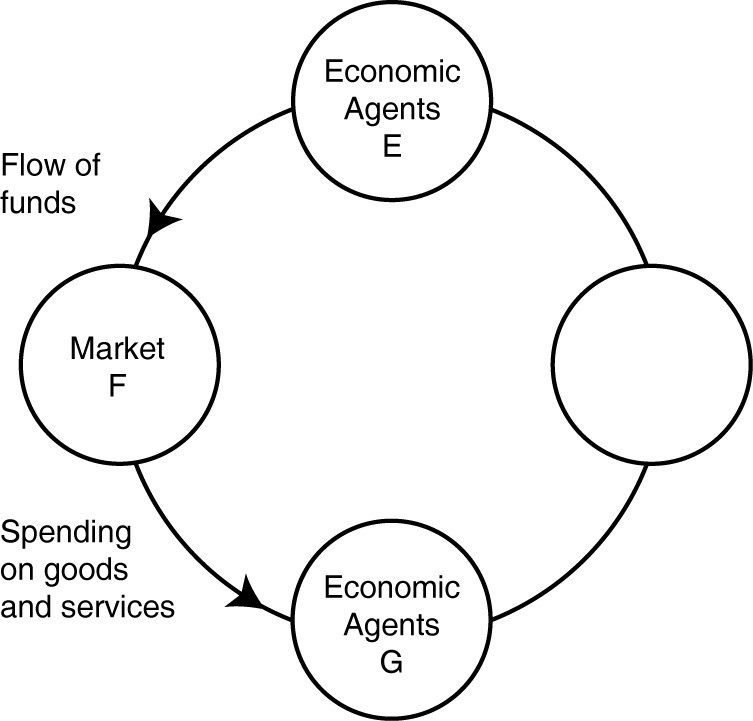 Economic
Agents
E
Flow of
funds
Market
F
Spending
on goods
and services
Economic
Agents
G